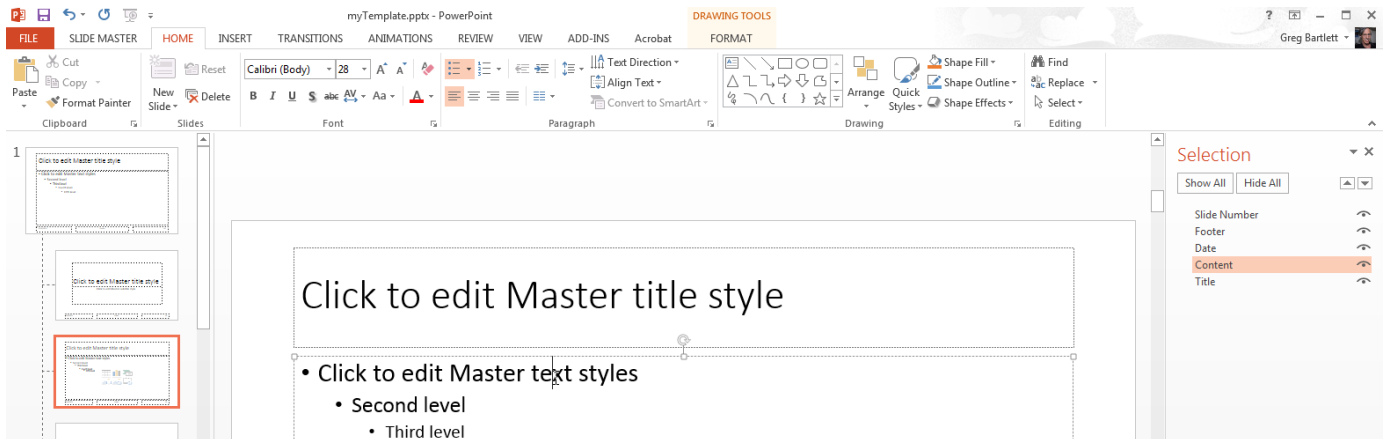 myTemplate.pptx - PowerPoint
DRAWING TOOLS
FILE SLIDE MASTER HOME INSERT TRANSITIONS ANIMATIONS REVIEW VIEW ADD-INS Acrobat FORMAT Greg Bartlett
Cut
Copy
Format Painter
Paste
Clipboard
New Slide
Reset
Delete
Slides
Calibri (Body) 28
B I U S abc AV Aa A
Font
Text Direction
Align Text
Convert to SmartArt
Paragraph
Arrange
Quick Styles
Shape Fill
Shape Outline
Shape Effects
Drawing
Find
Replace
Select
Editing
1
Click to edit Master title style
Click to edit Master title style
Click to edit Master title style
Click to edit Master title style
• Click to edit Master text styles
• Second level
• Third level
Selection
Show All Hide All
Slide Number
Footer
Date
Content
Title